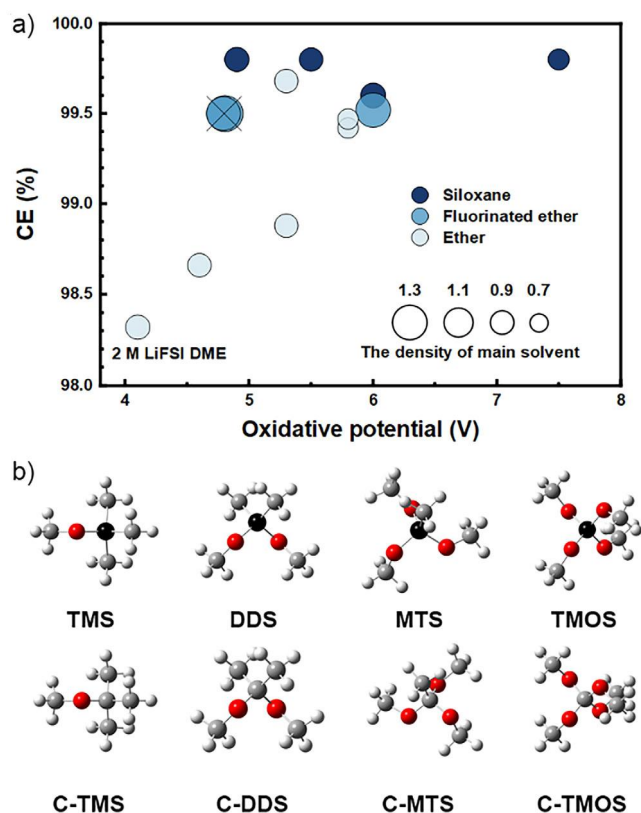 a)
100.0
99.5
99.0
98.5
98.0
CE (%)
Siloxane
Fluorinated ether
Ether
1.3 1.1 0.9 0.7
The density of main solvent
2 M LiFSI DME
4 5 6 7 8
Oxidative potential (V)
b)
TMS DDS MTS TMOS
C-TMS C-DDS C-MTS C-TMOS